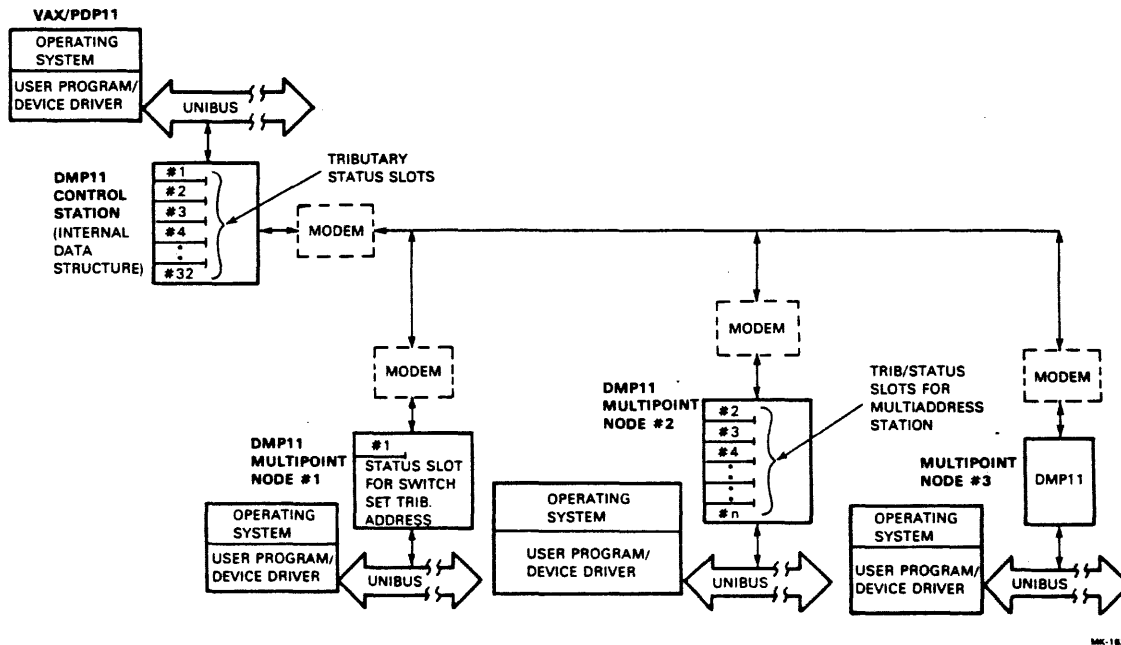 VAX/PDP11
OPERATING
SYSTEM
USER PROGRAM/
DEVICE DRIVER
UNIBUS
DMP11
CONTROL
STATION
(INTERNAL
DATA
STRUCTURE)
#1
#2
#3
#4
#32
TRIBUTARY
STATUS SLOTS
MODEM
MODEM
MODEM
MODEM
DMP11
MULTIPOINT
NODE #1
#1
STATUS SLOT
FOR SWITCH
SET TRIB.
ADDRESS
OPERATING
SYSTEM
USER PROGRAM/
DEVICE DRIVER
UNIBUS
DMP11
MULTIPOINT
NODE #2
#2
#3
#4
#n
TRIB/STATUS
SLOTS FOR
MULTIADDRESS
STATION
OPERATING
SYSTEM
USER PROGRAM/
DEVICE DRIVER
UNIBUS
MULTIPOINT
NODE #3
DMP11
OPERATING
SYSTEM
USER PROGRAM/
DEVICE DRIVER
UNIBUS